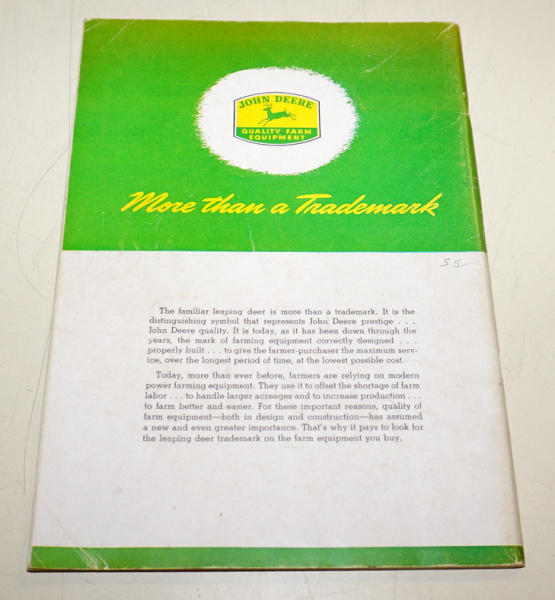 JOHN DEERE
QUALITY FARM
EQUIPMENT
More than a Trademark
55
The familiar leaping deer is more than a trademark. It is the
distinguishing symbol that represents John Deere prestige . . .
John Deere quality. It is today, as it has been down through the
years, the mark of farming equipment correctly designed . . .
properly built . . . to give the farmer-purchaser the maximum serv-
ice, over the longest period of time, at the lowest possible cost.
Today, more than ever before, farmers are relying on modern
power farming equipment. They use it to offset the shortage of farm
labor . . . to handle larger acreages and to increase production . . .
to farm better and easier. For these important reasons, quality of
farm equipment—both in design and construction—has assumed
a new and even greater importance. That's why it pays to look for
the leaping deer trademark on the farm equipment you buy.